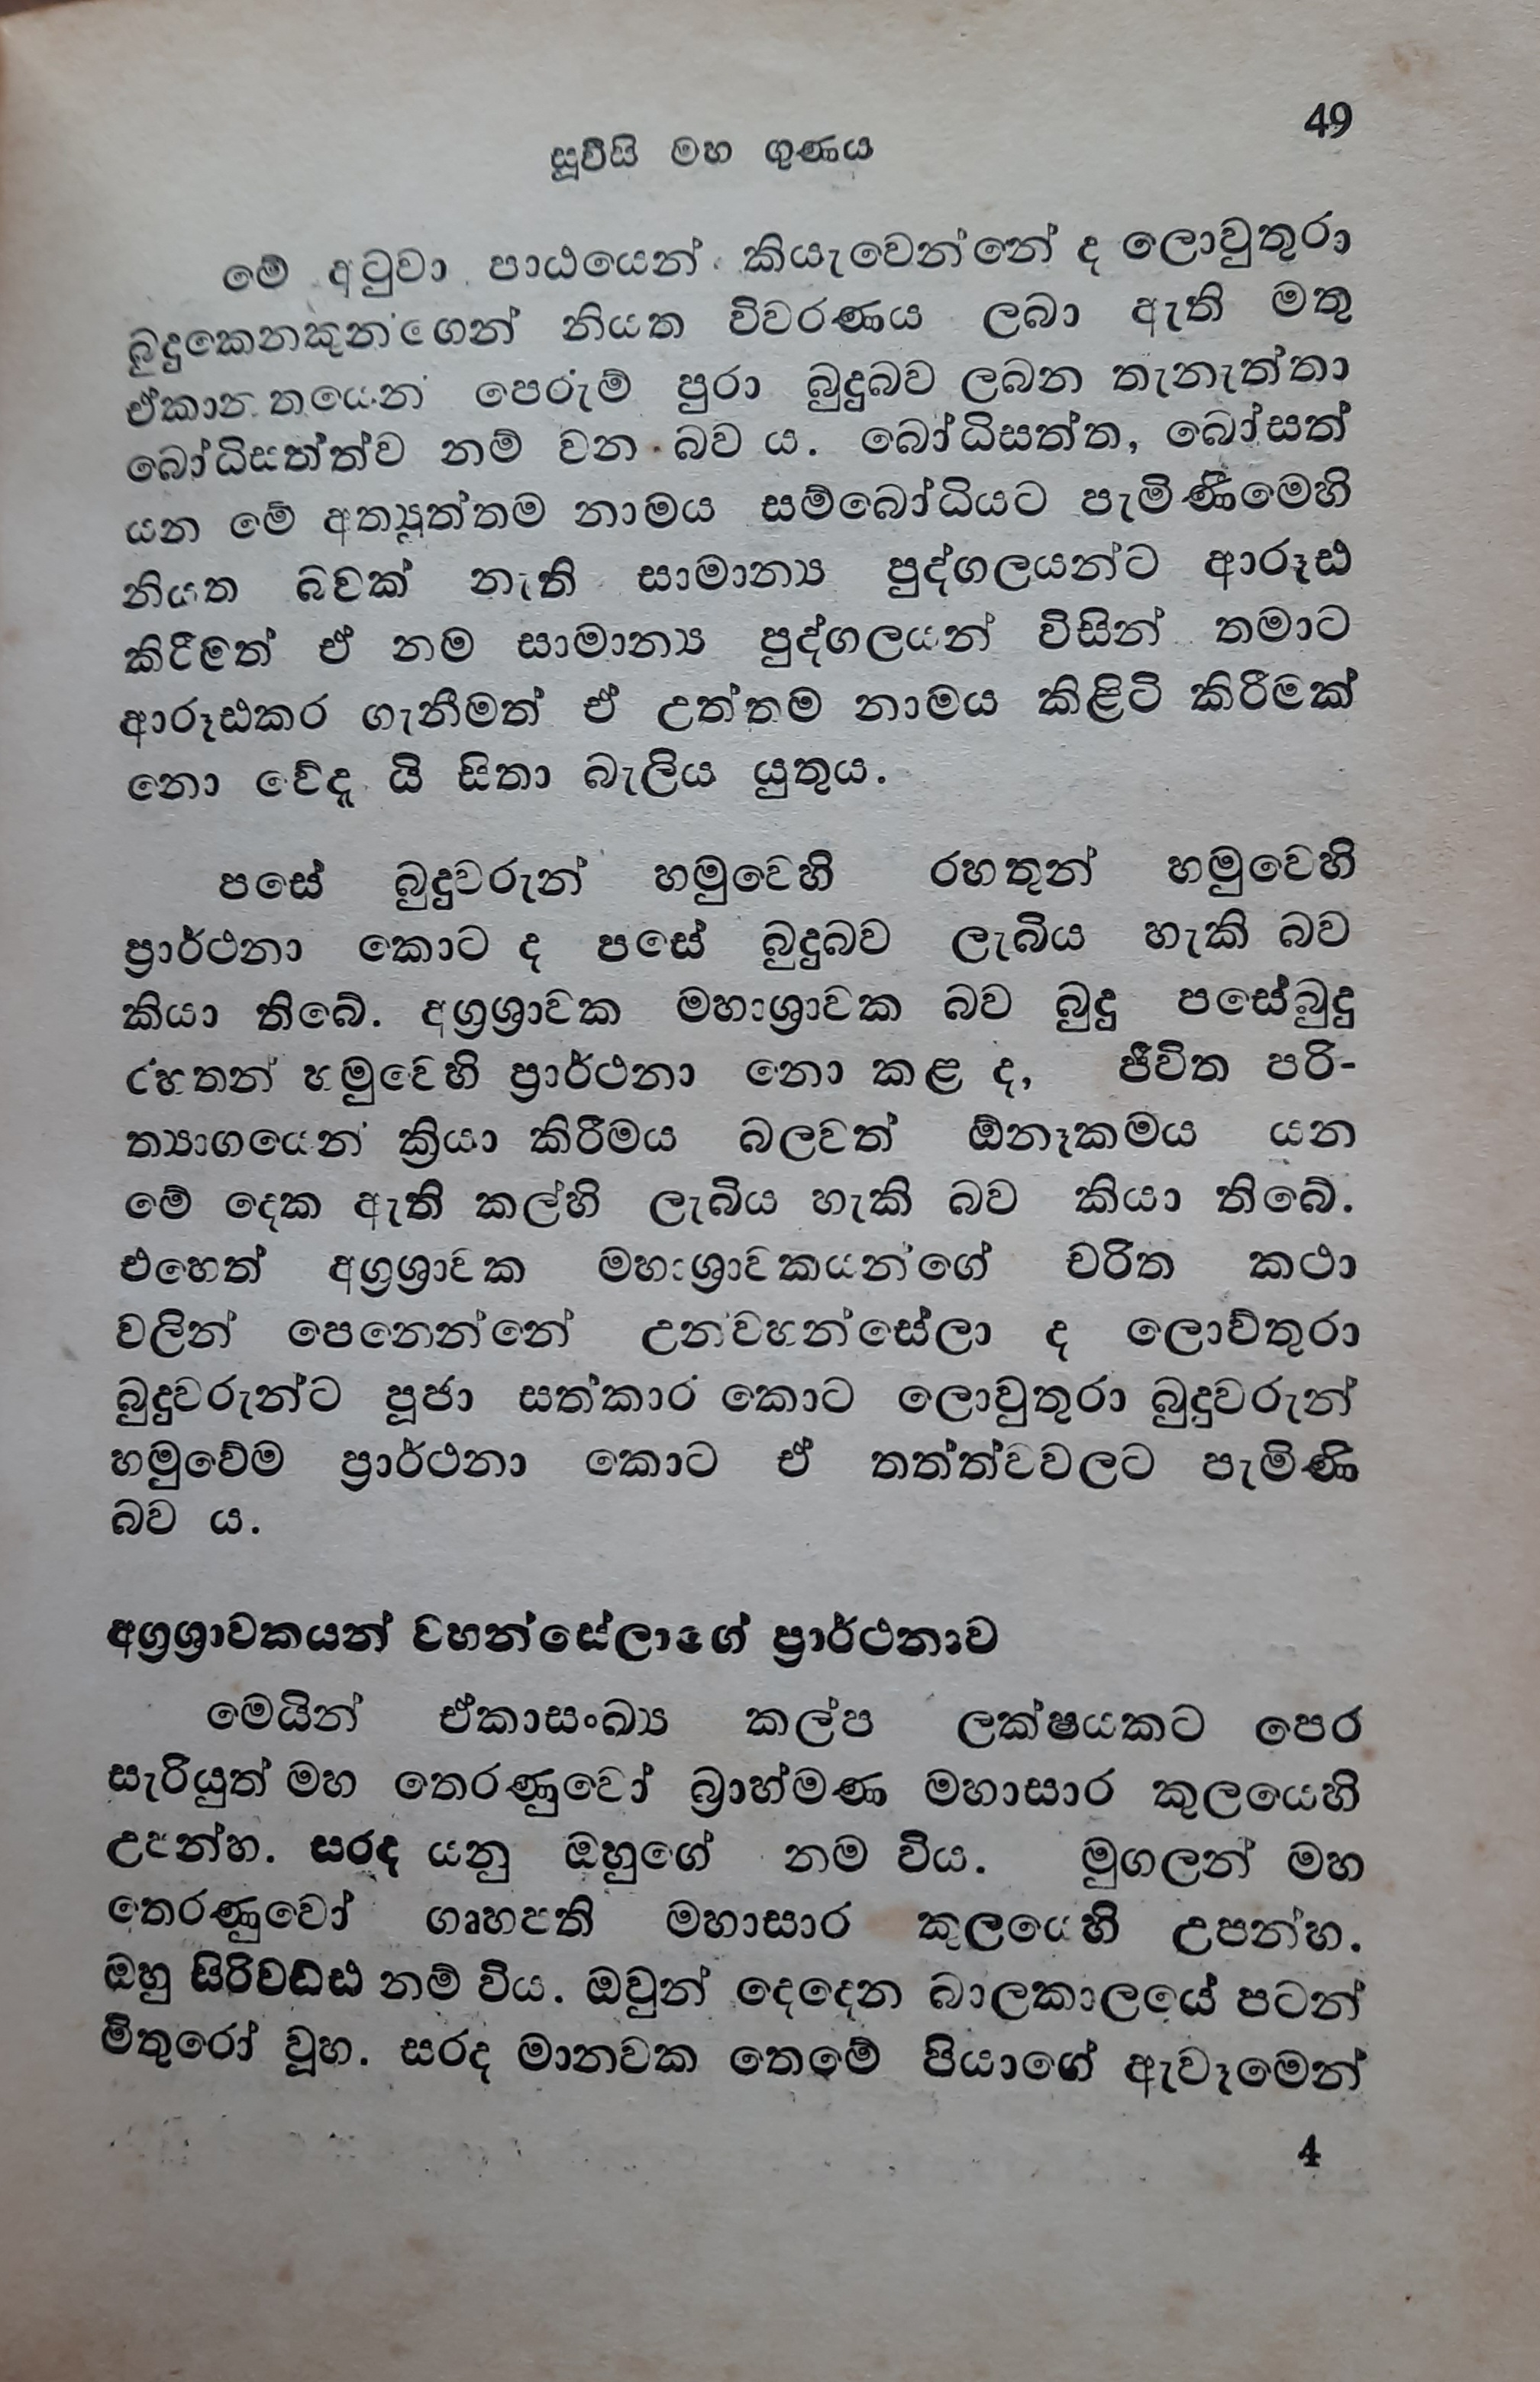 49
සූවිසි මහ ගුණය
මේ අටුවා පාඨයෙන් කියැවෙන්නේ ද ලොවුතුරා
බුදුකෙනකුන්ගෙන් නියත විවරණය ලබා ඇති මතු
ඒකාන්තයෙන් පෙරුම් පුරා බුදුබව ලබන තැනැත්තා
බෝධිසත්ත්ව නම් වන බව ය. බෝධිසත්ත, බෝසත්
යන මේ අත්‍යුත්තම නාමය සම්බෝධියට පැමිණීමෙහි
නියත බවක් නැති සාමාන්‍ය පුද්ගලයන්ට ආරූඪ
කිරීමත් ඒ නම සාමාන්‍ය පුද්ගලයන් විසින් තමාට
ආරූඪකර ගැනීමත් ඒ උත්තම නාමය කිළිටි කිරීමක්
නො වේදැ යි සිතා බැලිය යුතුය.
පසේ බුදුවරුන් හමුවෙහි රහතුන් හමුවෙහි
ප්‍රාර්ථනා කොට ද පසේ බුදුබව ලැබිය හැකි බව
කියා තිබේ. අග්‍රශ්‍රාවක මහාශ්‍රාවක බව බුදු පසේබුදු
රහතන් හමුවෙහි ප්‍රාර්ථනා නො කළ ද, ජීවිත පරි-
ත්‍යාගයෙන් ක්‍රියා කිරීමය බලවත් ඕනෑකමය යන
මේ දෙක ඇති කල්හි ලැබිය හැකි බව කියා තිබේ.
එහෙත් අග්‍රශ්‍රාවක මහාශ්‍රාවකයන්ගේ චරිත කථා
වලින් පෙනෙන්නේ උන්වහන්සේලා ද ලොව්තුරා
බුදුවරුන්ට පූජා සත්කාර කොට ලොවුතුරා බුදුවරුන්
හමුවේම ප්‍රාර්ථනා කොට ඒ තත්ත්වවලට පැමිණි
බව ය.
අග්‍රශ්‍රාවකයන් වහන්සේලාගේ ප්‍රාර්ථනාව
මෙයින් ඒකාසංඛ්‍ය කල්ප ලක්ෂයකට පෙර
සැරියුත් මහ තෙරණුවෝ බ්‍රාහ්මණ මහාසාර කුලයෙහි
උපන්හ. සරද යනු ඔහුගේ නම විය. මුගලන් මහ
තෙරණුවෝ ගෘහපති මහාසාර කුලයෙහි උපන්හ.
ඔහු සිරිවඩ්ඪ නම් විය. ඔවුන් දෙදෙන බාලකාලයේ පටන්
මිතුරෝ වූහ. සරද මානවක තෙමේ පියාගේ ඇවෑමෙන්
4